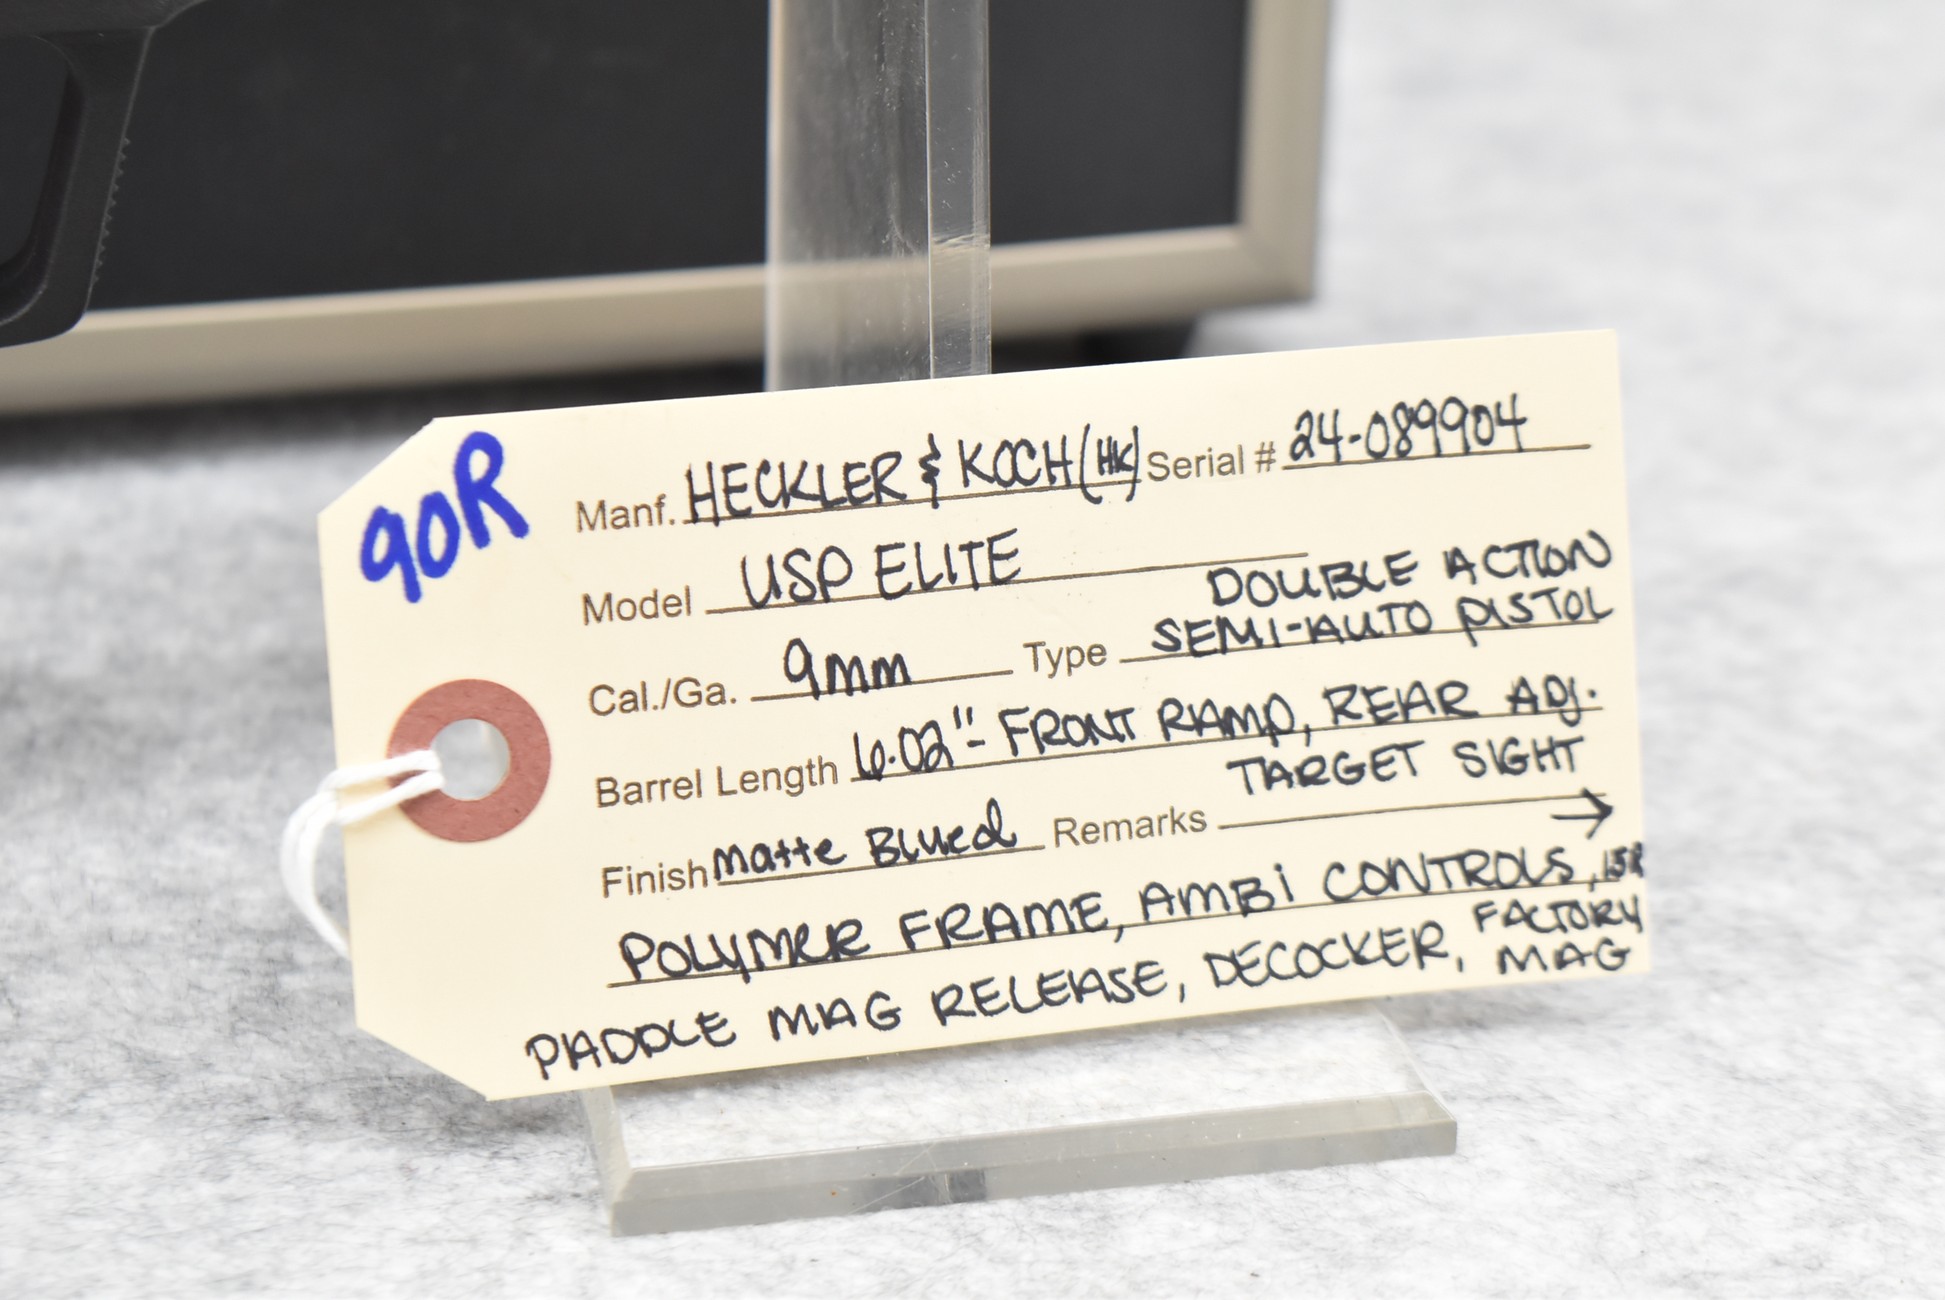 90R
Manf. HECKLER & KOCH (HK) Serial # 24-089904
Model USP ELITE
Cal./Ga. 9mm Type DOUBLE ACTION
SEMI-AUTO PISTOL
Barrel Length 6.02"- FRONT RAMP, REAR ADJ.
TARGET SIGHT
Finish Matte Blued Remarks →
POLYMER FRAME, AMBI CONTROLS,
PADDLE MAG RELEASE, DECOCKER, FACTORY
MAG